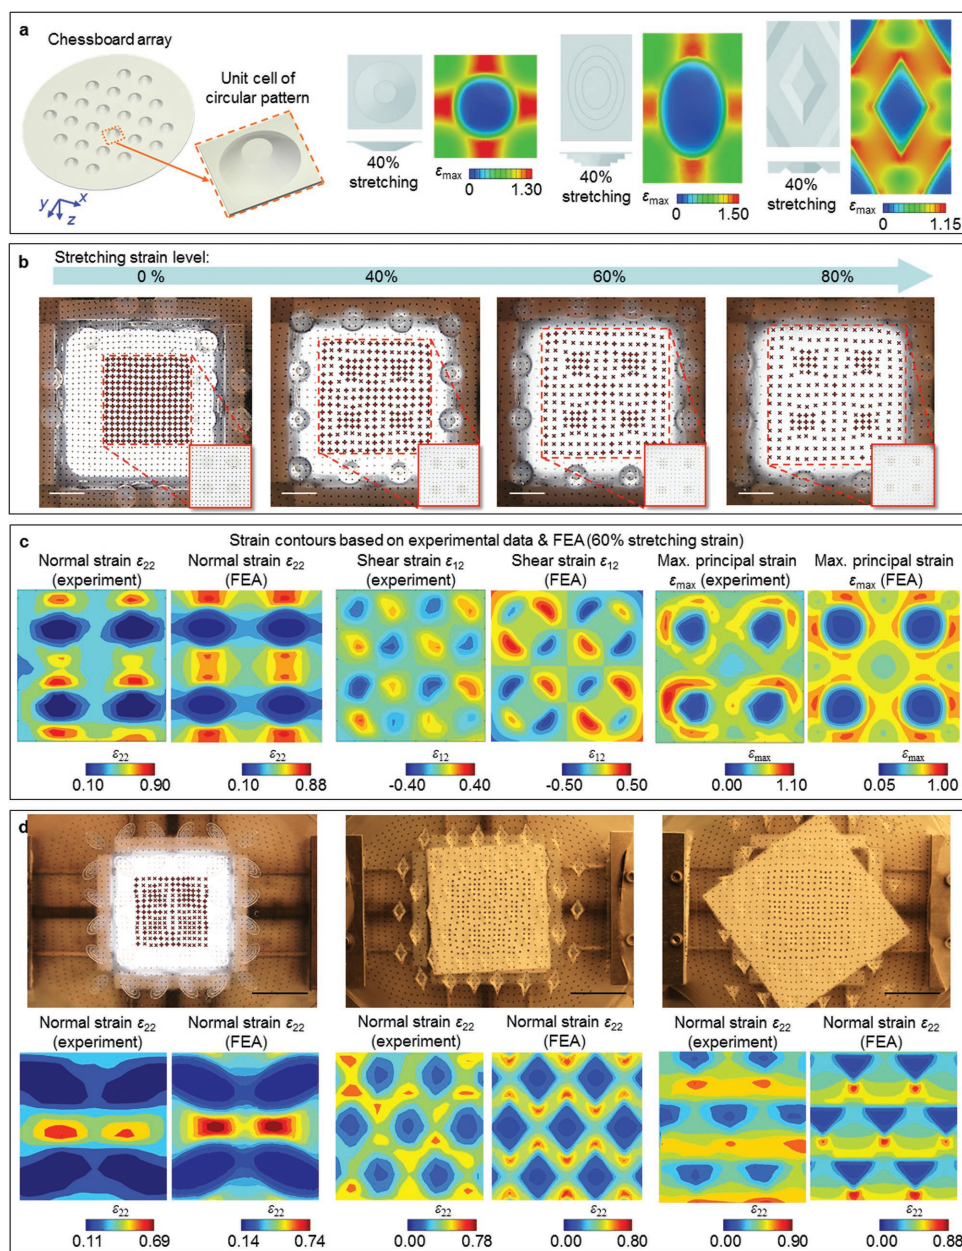 a
Chessboard array
Unit cell of
circular pattern
y x
z
40%
stretching
εmax
0 1.30
40%
stretching
εmax
0 1.50
40%
stretching
εmax
0 1.15
b
Stretching strain level:
0 % 40% 60% 80%
c
Strain contours based on experimental data & FEA (60% stretching strain)
Normal strain ε22
(experiment)
Normal strain ε22
(FEA)
Shear strain ε12
(experiment)
Shear strain ε12
(FEA)
Max. principal strain
εmax (experiment)
Max. principal strain
εmax (FEA)
ε22
0.10 0.90
ε22
0.10 0.88
ε12
-0.40 0.40
ε12
-0.50 0.50
εmax
0.00 1.10
εmax
0.05 1.00
d
Normal strain ε22
(experiment)
Normal strain ε22
(FEA)
Normal strain ε22
(experiment)
Normal strain ε22
(FEA)
Normal strain ε22
(experiment)
Normal strain ε22
(FEA)
ε22
0.11 0.69
ε22
0.14 0.74
ε22
0.00 0.78
ε22
0.00 0.80
ε22
0.00 0.90
ε22
0.00 0.88